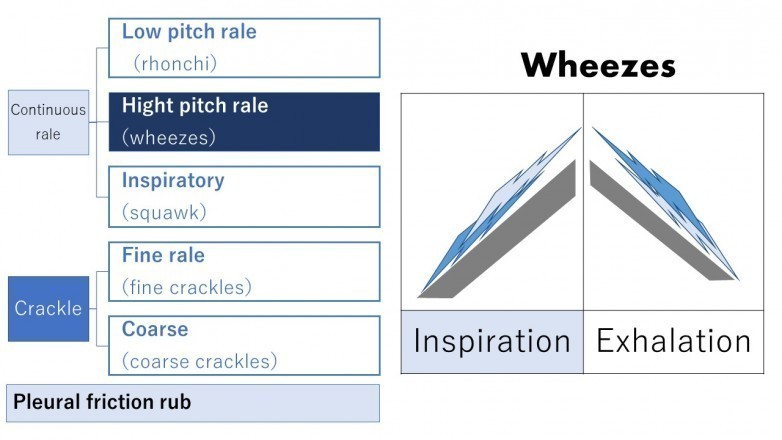 Low pitch rale
(rhonchi)
Continuous
rale
Hight pitch rale
(wheezes)
Inspiratory
(squawk)
Crackle
Fine rale
(fine crackles)
Coarse
(coarse crackles)
Pleural friction rub
Wheezes
Inspiration
Exhalation